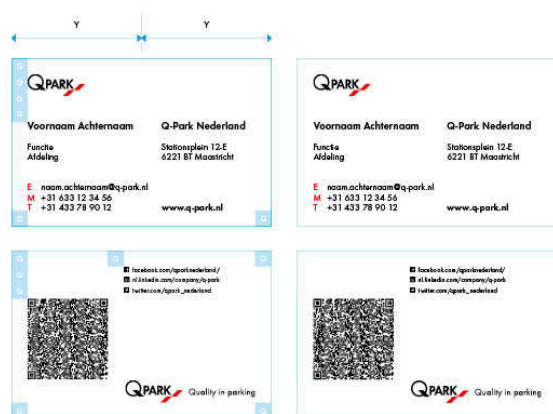 Y Y
Q
Q
Q
Q
QPARK
Voornaam Achternaam Q-Park Nederland
Functie Stationsplein 12-E
Afdeling 6221 BT Maastricht
E naam.achternaam@q-park.nl
M +31 633 12 34 56
T +31 433 78 90 12 www.q-park.nl
Q Q
QPARK
Voornaam Achternaam Q-Park Nederland
Functie Stationsplein 12-E
Afdeling 6221 BT Maastricht
E naam.achternaam@q-park.nl
M +31 633 12 34 56
T +31 433 78 90 12 www.q-park.nl
Q Q Q
Q
Q
facebook.com/qparknederland/
nl.linkedin.com/company/q-park
twitter.com/qpark_nederland
QPARK Quality in parking
Q Q
facebook.com/qparknederland/
nl.linkedin.com/company/q-park
twitter.com/qpark_nederland
QPARK Quality in parking